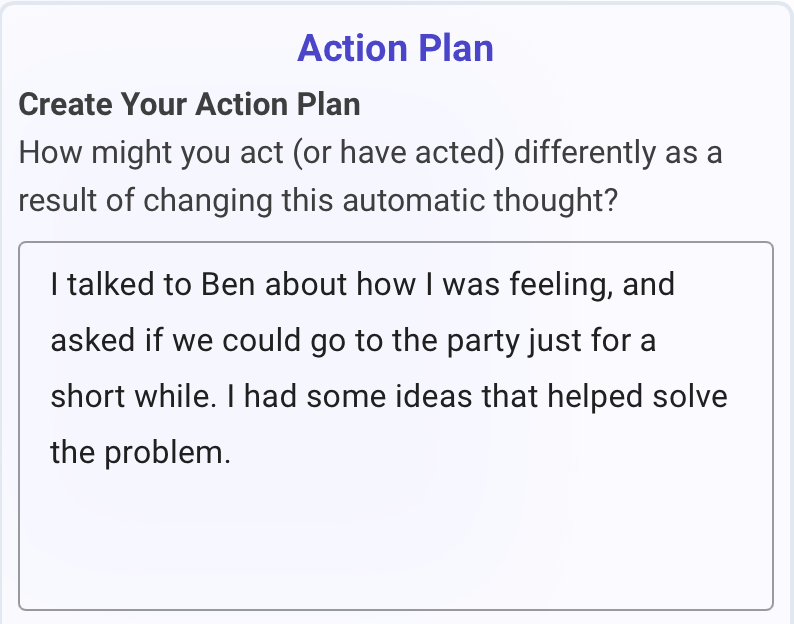 Action Plan
Create Your Action Plan
How might you act (or have acted) differently as a
result of changing this automatic thought?
I talked to Ben about how I was feeling, and
asked if we could go to the party just for a
short while. I had some ideas that helped solve
the problem.